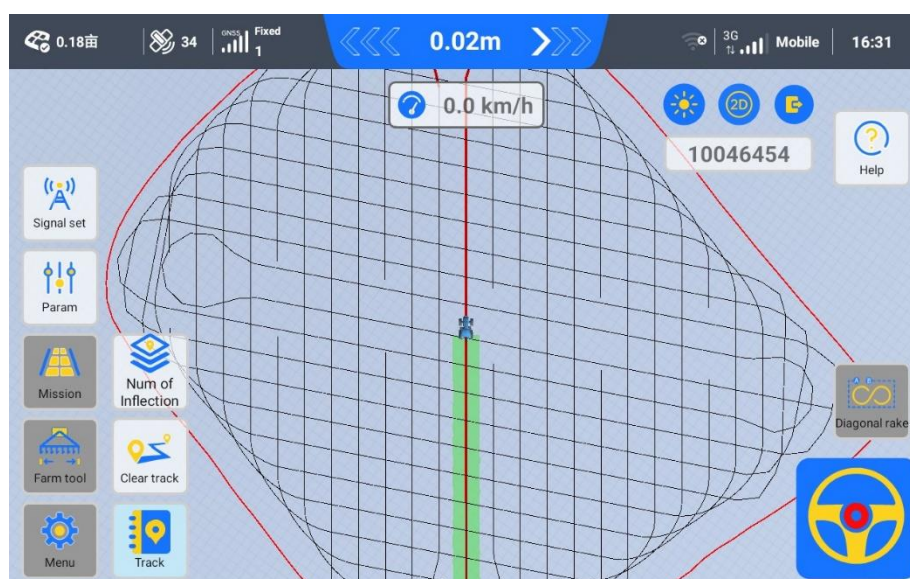 0.18亩
34
GNSS
Fixed
1
0.02m
3G
Mobile
16:31
0.0 km/h
2D
10046454
Help
Signal set
Param
Mission
Num of
Inflection
A B
Diagonal rake
Farm tool
Clear track
Menu
Track